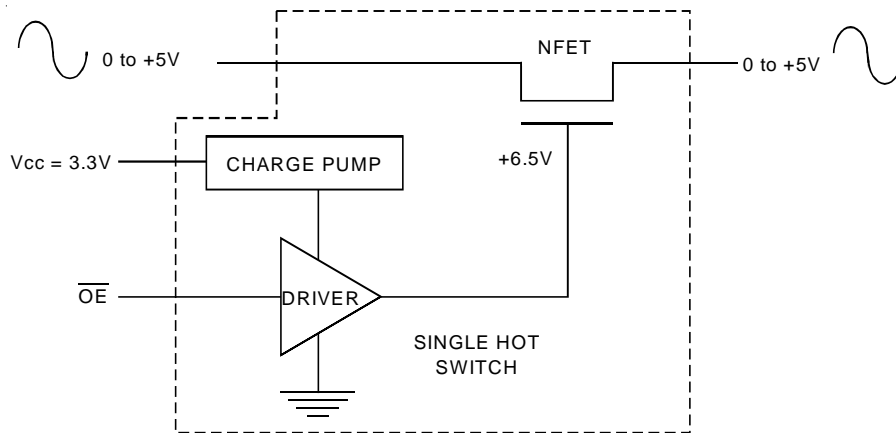 0 to +5V
NFET
0 to +5V
Vcc = 3.3V
CHARGE PUMP
+6.5V
OE
DRIVER
SINGLE HOT
SWITCH